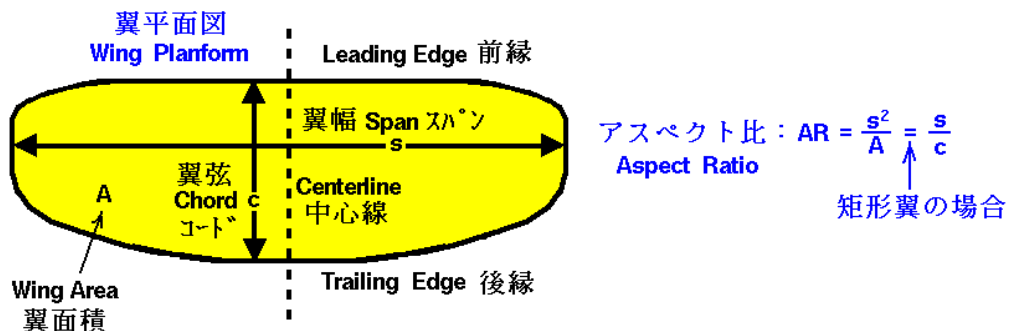 翼平面図
Wing Planform
Leading Edge 前縁
翼幅 Span スパン
s
翼弦
Chord c
コード
Centerline
中心線
A
Trailing Edge 後縁
Wing Area
翼面積
アスペクト比：AR = s²/A = s/c
Aspect Ratio
矩形翼の場合